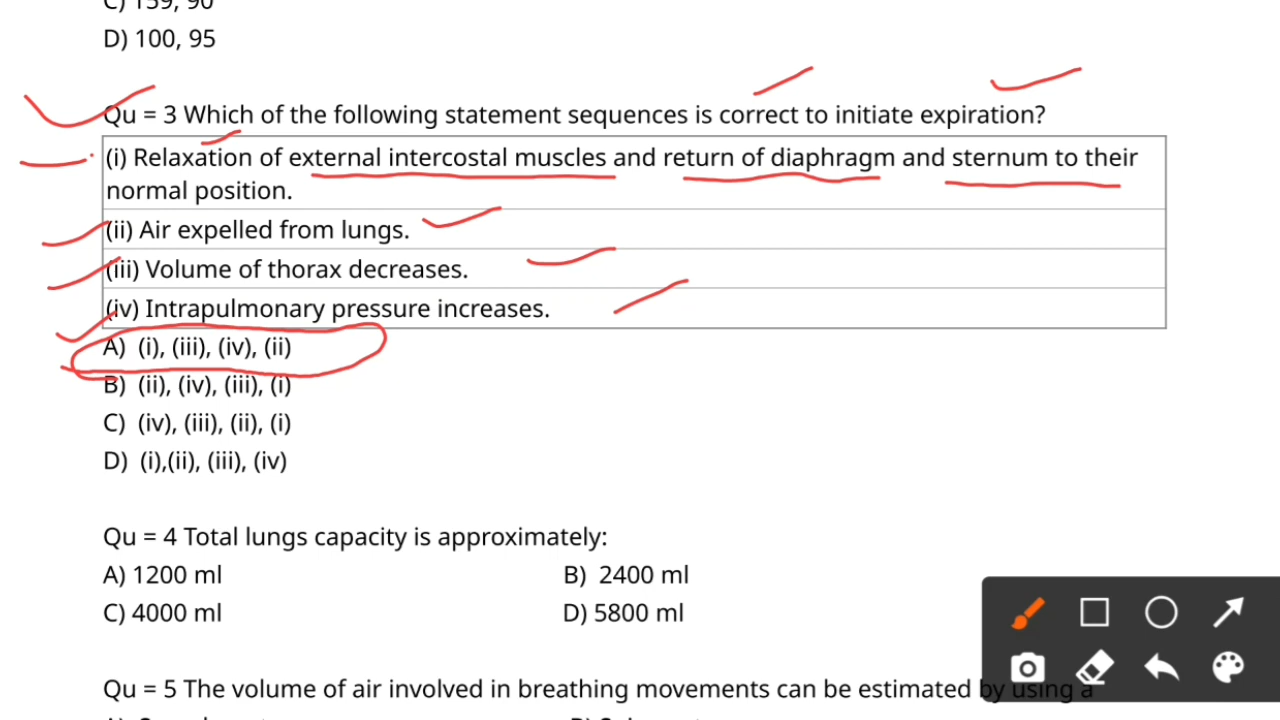 C) 159, 90
D) 100, 95
Qu = 3 Which of the following statement sequences is correct to initiate expiration?
(i) Relaxation of external intercostal muscles and return of diaphragm and sternum to their
normal position.
(ii) Air expelled from lungs.
(iii) Volume of thorax decreases.
(iv) Intrapulmonary pressure increases.
A) (i), (iii), (iv), (ii)
B) (ii), (iv), (iii), (i)
C) (iv), (iii), (ii), (i)
D) (i),(ii), (iii), (iv)
Qu = 4 Total lungs capacity is approximately:
A) 1200 ml B) 2400 ml
C) 4000 ml D) 5800 ml
Qu = 5 The volume of air involved in breathing movements can be estimated by using a